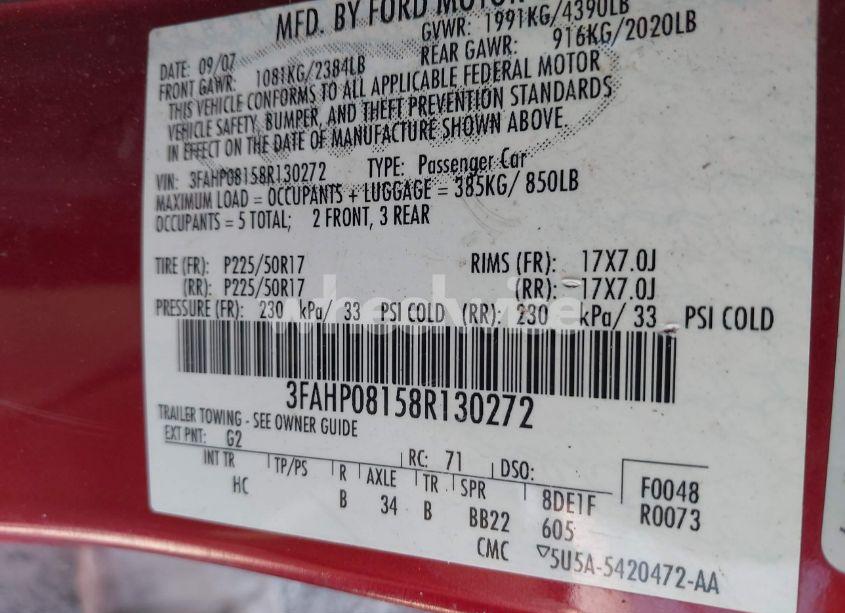 MFD. BY FORD MOTOR
DATE: 09/07 GVWR: 1991KG/4390LB
FRONT GAWR: 1081KG/2384LB REAR GAWR: 916KG/2020LB
THIS VEHICLE CONFORMS TO ALL APPLICABLE FEDERAL MOTOR
VEHICLE SAFETY, BUMPER, AND THEFT PREVENTION STANDARDS
IN EFFECT ON THE DATE OF MANUFACTURE SHOWN ABOVE.
VIN: 3FAHP08158R130272 TYPE: Passenger Car
MAXIMUM LOAD = OCCUPANTS + LUGGAGE = 385KG/ 850LB
OCCUPANTS = 5 TOTAL; 2 FRONT, 3 REAR
TIRE (FR): P225/50R17 RIMS (FR): 17X7.0J
(RR): P225/50R17 (RR): 17X7.0J
PRESSURE (FR): 230 kPa/ 33 PSI COLD (RR): 230 kPa/ 33 PSI COLD
wheelwise
3FAHP08158R130272
TRAILER TOWING - SEE OWNER GUIDE
EXT PNT: G2 RC: 71 DSO:
INT TR TP/PS R AXLE TR SPR 8DE1F F0048
HC B 34 B BB22 605 R0073
CMC ▽5U5A-5420472-AA